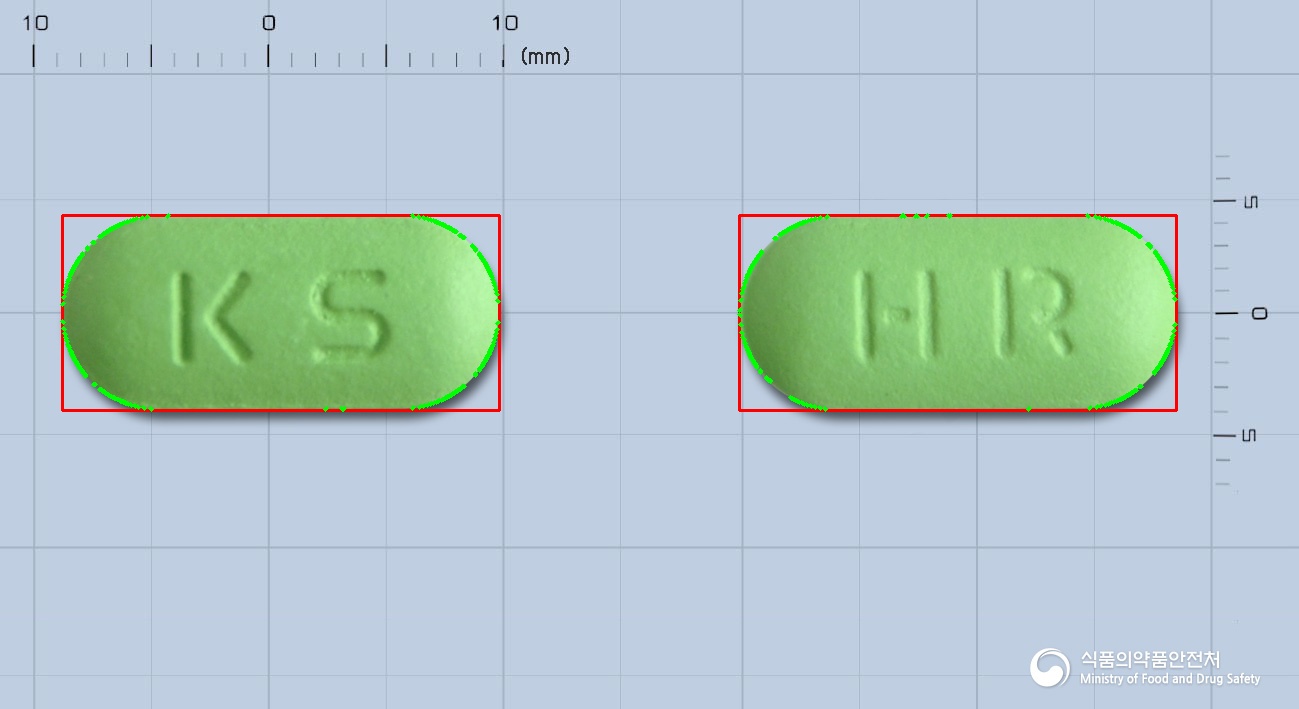 10 0 10
(mm)
K S
H R
5
0
5
식품의약품안전처
Ministry of Food and Drug Safety